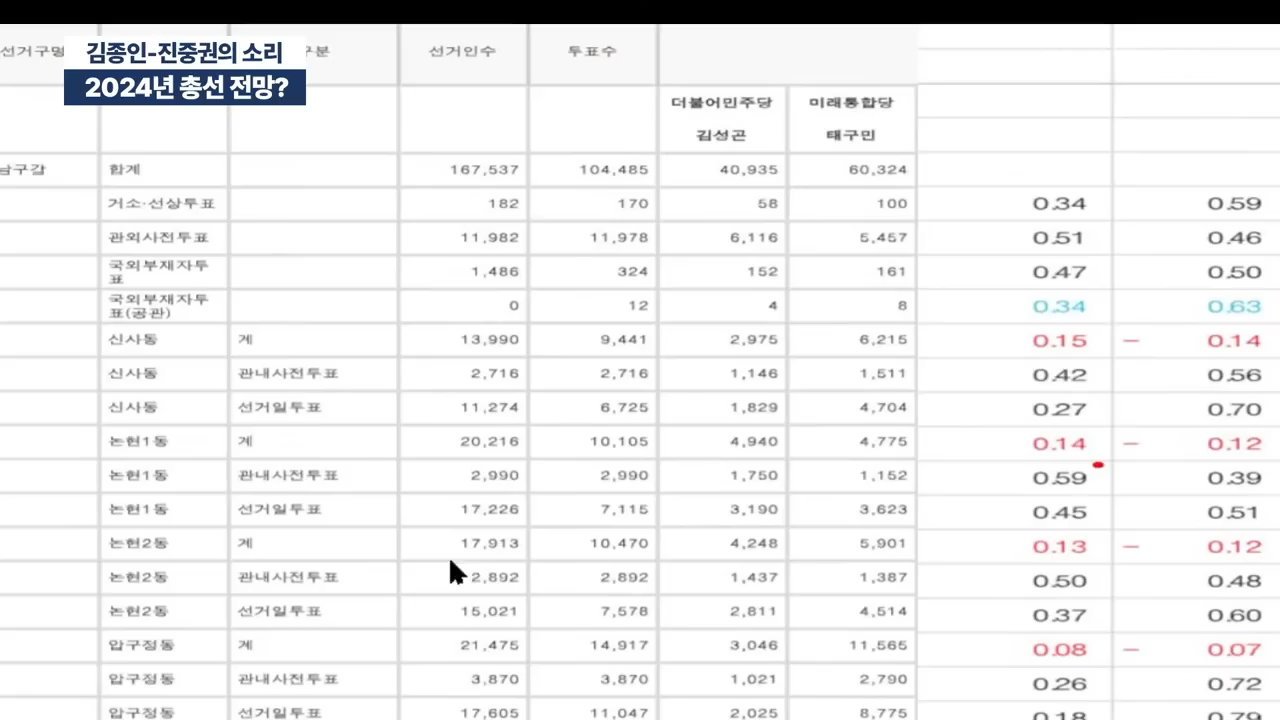 김종인-진중권의 소리
2024년 총선 전망?
선거구명 구분 선거인수 투표수
더불어민주당 미래통합당
김성곤 태구민
남구갑 합계 167,537 104,485 40,935 60,324
거소·선상투표 182 170 58 100 0.34 0.59
관외사전투표 11,982 11,978 6,116 5,457 0.51 0.46
국외부재자투
표 1,486 324 152 161 0.47 0.50
국외부재자투
표(공관) 0 12 4 8 0.34 0.63
신사동 계 13,990 9,441 2,975 6,215 0.15 – 0.14
신사동 관내사전투표 2,716 2,716 1,146 1,511 0.42 0.56
신사동 선거일투표 11,274 6,725 1,829 4,704 0.27 0.70
논현1동 계 20,216 10,105 4,940 4,775 0.14 – 0.12
논현1동 관내사전투표 2,990 2,990 1,750 1,152 0.59 0.39
논현1동 선거일투표 17,226 7,115 3,190 3,623 0.45 0.51
논현2동 계 17,913 10,470 4,248 5,901 0.13 – 0.12
논현2동 관내사전투표 2,892 2,892 1,437 1,387 0.50 0.48
논현2동 선거일투표 15,021 7,578 2,811 4,514 0.37 0.60
압구정동 계 21,475 14,917 3,046 11,565 0.08 – 0.07
압구정동 관내사전투표 3,870 3,870 1,021 2,790 0.26 0.72
압구정동 선거일투표 17,605 11,047 2,025 8,775 0.18 0.79